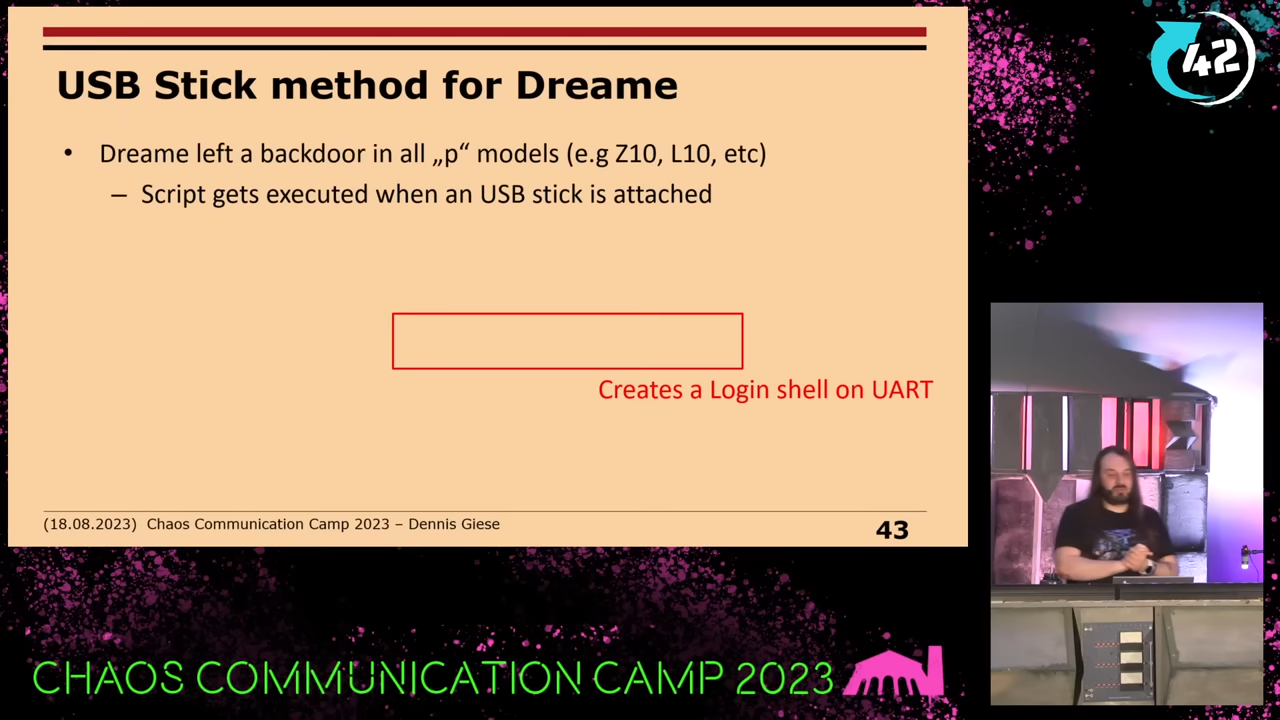 USB Stick method for Dreame
• Dreame left a backdoor in all „p“ models (e.g Z10, L10, etc)
– Script gets executed when an USB stick is attached
Creates a Login shell on UART
(18.08.2023) Chaos Communication Camp 2023 – Dennis Giese
43
42
CHAOS COMMUNICATION CAMP 2023